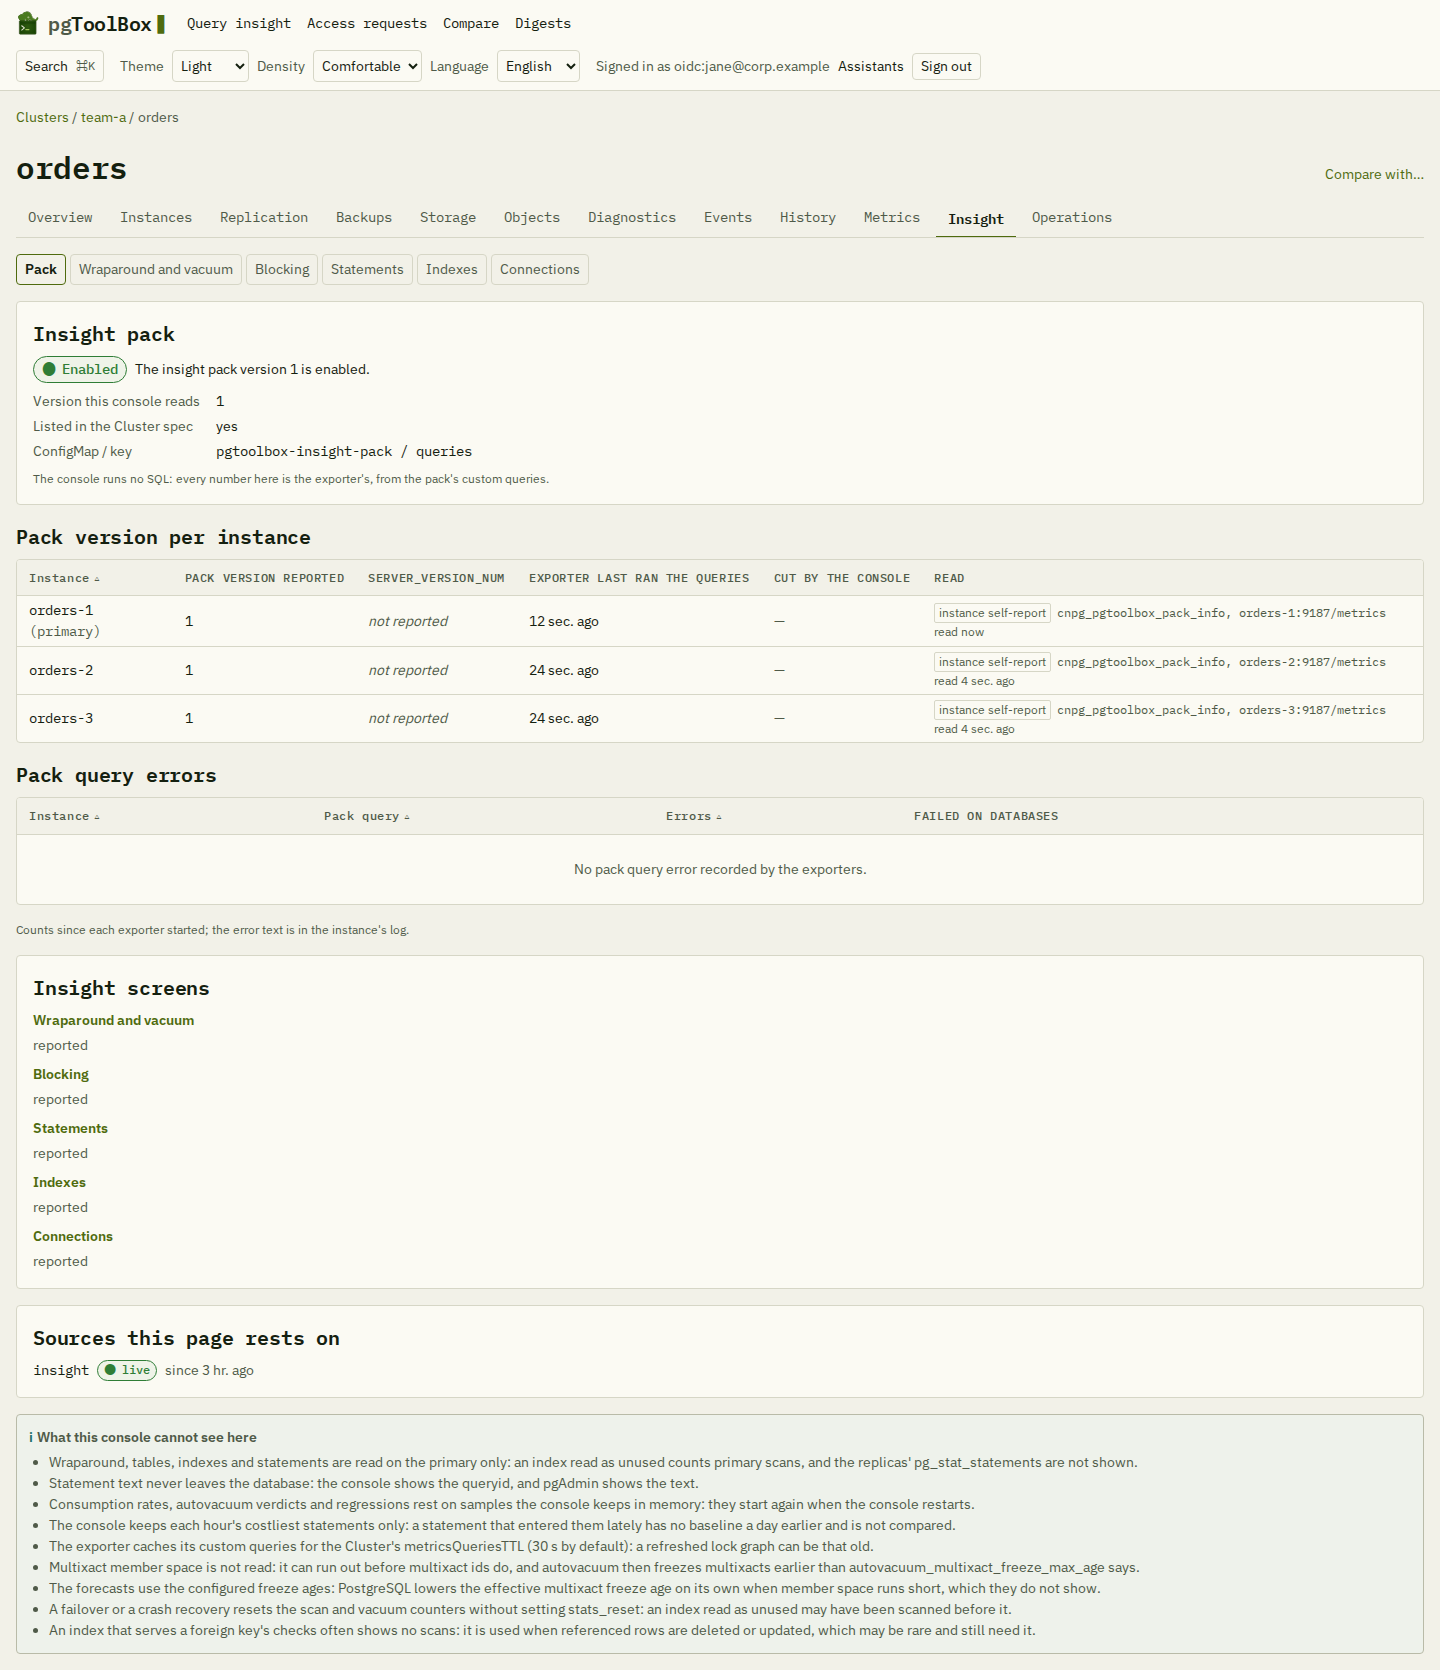 pgToolBox Query insight Access requests Compare Digests
Search ⌘K Theme Light Density Comfortable Language English Signed in as oidc:jane@corp.example Assistants Sign out
Clusters / team-a / orders
orders
Compare with...
Overview Instances Replication Backups Storage Objects Diagnostics Events History Metrics Insight Operations
Pack Wraparound and vacuum Blocking Statements Indexes Connections
Insight pack
Enabled The insight pack version 1 is enabled.
Version this console reads 1
Listed in the Cluster spec yes
ConfigMap / key pgtoolbox-insight-pack / queries
The console runs no SQL: every number here is the exporter's, from the pack's custom queries.
Pack version per instance
Instance PACK VERSION REPORTED SERVER_VERSION_NUM EXPORTER LAST RAN THE QUERIES CUT BY THE CONSOLE READ
orders-1 (primary) 1 not reported 12 sec. ago — instance self-report cnpg_pgtoolbox_pack_info, orders-1:9187/metrics
read now
orders-2 1 not reported 24 sec. ago — instance self-report cnpg_pgtoolbox_pack_info, orders-2:9187/metrics
read 4 sec. ago
orders-3 1 not reported 24 sec. ago — instance self-report cnpg_pgtoolbox_pack_info, orders-3:9187/metrics
read 4 sec. ago
Pack query errors
Instance Pack query Errors FAILED ON DATABASES
No pack query error recorded by the exporters.
Counts since each exporter started; the error text is in the instance's log.
Insight screens
Wraparound and vacuum
reported
Blocking
reported
Statements
reported
Indexes
reported
Connections
reported
Sources this page rests on
insight live since 3 hr. ago
i What this console cannot see here
• Wraparound, tables, indexes and statements are read on the primary only: an index read as unused counts primary scans, and the replicas' pg_stat_statements are not shown.
• Statement text never leaves the database: the console shows the queryid, and pgAdmin shows the text.
• Consumption rates, autovacuum verdicts and regressions rest on samples the console keeps in memory: they start again when the console restarts.
• The console keeps each hour's costliest statements only: a statement that entered them lately has no baseline a day earlier and is not compared.
• The exporter caches its custom queries for the Cluster's metricsQueriesTTL (30 s by default): a refreshed lock graph can be that old.
• Multixact member space is not read: it can run out before multixact ids do, and autovacuum then freezes multixacts earlier than autovacuum_multixact_freeze_max_age says.
• The forecasts use the configured freeze ages: PostgreSQL lowers the effective multixact freeze age on its own when member space runs short, which they do not show.
• A failover or a crash recovery resets the scan and vacuum counters without setting stats_reset: an index read as unused may have been scanned before it.
• An index that serves a foreign key's checks often shows no scans: it is used when referenced rows are deleted or updated, which may be rare and still need it.